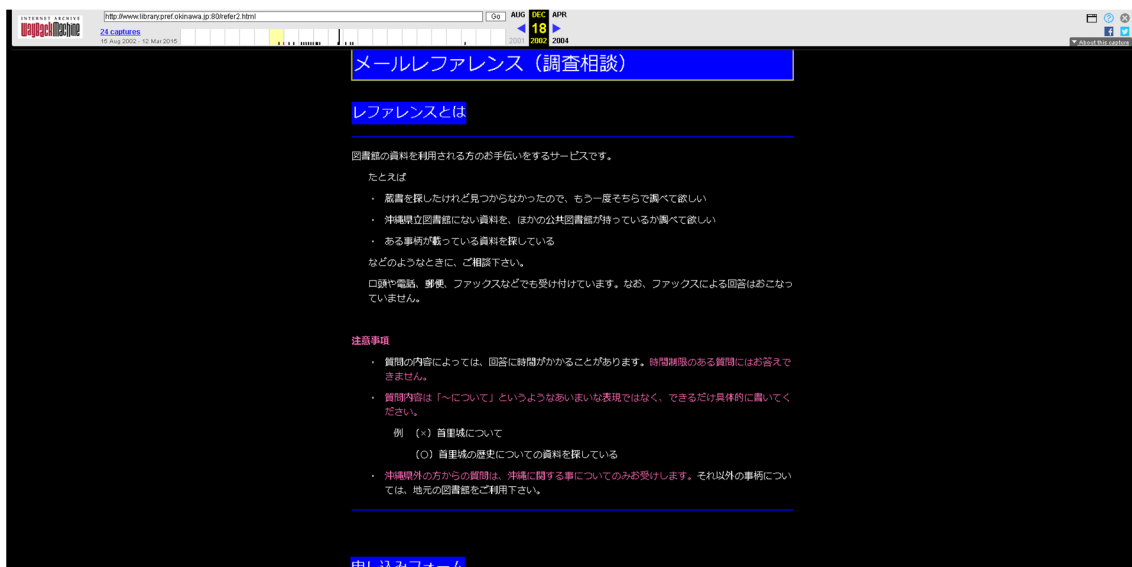 INTERNET ARCHIVE
WayBackMachine
http://www.library.pref.okinawa.jp:80/refer2.html
Go
AUG DEC APR
18
2001 2002 2004
24 captures
15 Aug 2002 - 12 Mar 2015
About this capture
メールレファレンス（調査相談）
レファレンスとは
図書館の資料を利用される方のお手伝いをするサービスです。
たとえば
・ 蔵書を探したけれど見つからなかったので、もう一度そちらで調べて欲しい
・ 沖縄県立図書館にない資料を、ほかの公共図書館が持っているか調べて欲しい
・ ある事柄が載っている資料を探している
などのようなときに、ご相談下さい。
口頭や電話、郵便、ファックスなどでも受け付けています。なお、ファックスによる回答はおこなっ
ていません。
注意事項
・ 質問の内容によっては、回答に時間がかかることがあります。時間制限のある質問にはお答えで
きません。
・ 質問内容は「～について」というようなあいまいな表現ではなく、できるだけ具体的に書いてく
ださい。
例 （×）首里城について
（○）首里城の歴史についての資料を探している
・ 沖縄県外の方からの質問は、沖縄に関する事についてのみお受けします。それ以外の事柄につい
ては、地元の図書館をご利用下さい。
申し込みフォーム